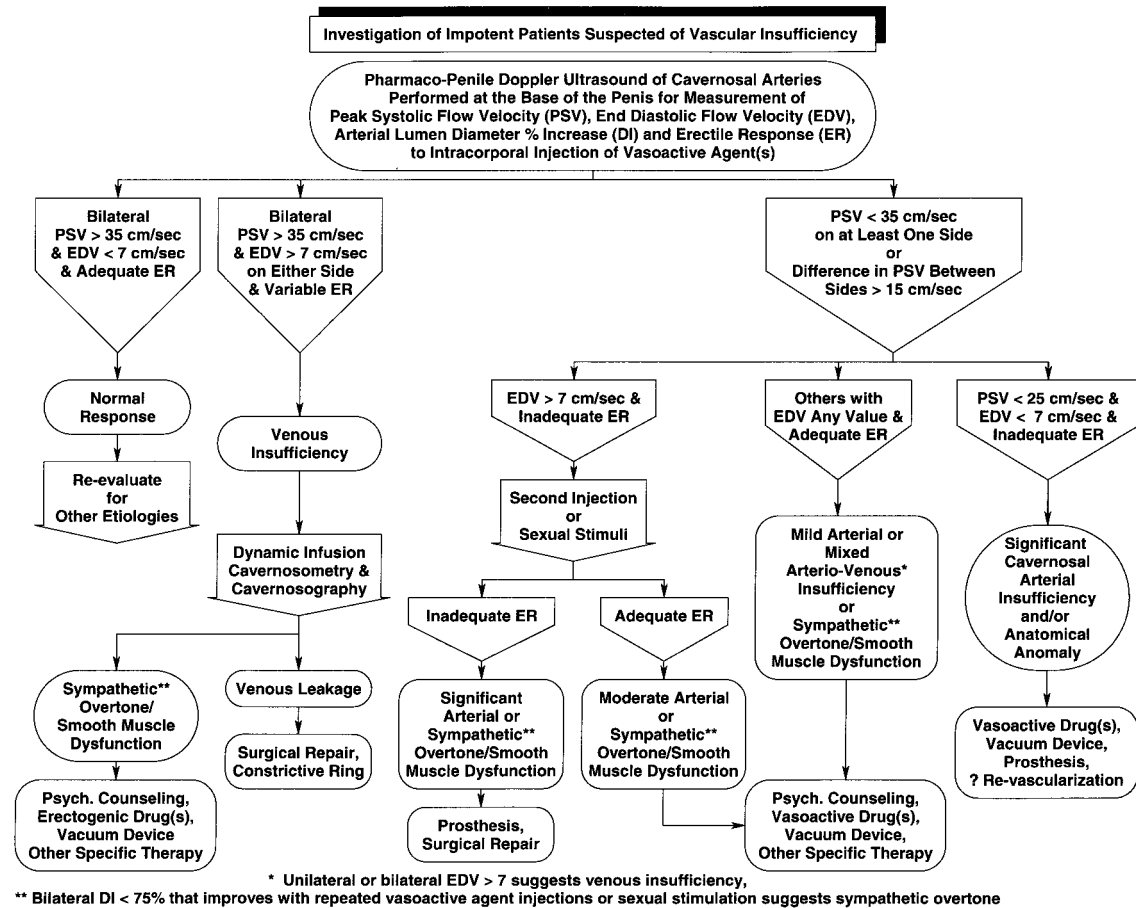 Investigation of Impotent Patients Suspected of Vascular Insufficiency
Pharmaco-Penile Doppler Ultrasound of Cavernosal Arteries
Performed at the Base of the Penis for Measurement of
Peak Systolic Flow Velocity (PSV), End Diastolic Flow Velocity (EDV),
Arterial Lumen Diameter % Increase (DI) and Erectile Response (ER)
to Intracorporal Injection of Vasoactive Agent(s)
Bilateral
PSV > 35 cm/sec
& EDV < 7 cm/sec
& Adequate ER
Bilateral
PSV > 35 cm/sec
& EDV > 7 cm/sec
on Either Side
& Variable ER
PSV < 35 cm/sec
on at Least One Side
or
Difference in PSV Between
Sides > 15 cm/sec
Normal
Response
Venous
Insufficiency
EDV > 7 cm/sec &
Inadequate ER
Others with
EDV Any Value &
Adequate ER
PSV < 25 cm/sec &
EDV < 7 cm/sec &
Inadequate ER
Re-evaluate
for
Other Etiologies
Dynamic Infusion
Cavernosometry &
Cavernosography
Second Injection
or
Sexual Stimuli
Mild Arterial or
Mixed
Arterio-Venous*
Insufficiency
or
Sympathetic**
Overtone/Smooth
Muscle Dysfunction
Significant
Cavernosal
Arterial
Insufficiency
and/or
Anatomical
Anomaly
Inadequate ER
Adequate ER
Sympathetic**
Overtone/
Smooth Muscle
Dysfunction
Venous Leakage
Significant
Arterial or
Sympathetic**
Overtone/Smooth
Muscle Dysfunction
Moderate Arterial
or
Sympathetic**
Overtone/Smooth
Muscle Dysfunction
Vasoactive Drug(s),
Vacuum Device,
Prosthesis,
? Re-vascularization
Surgical Repair,
Constrictive Ring
Psych. Counseling,
Erectogenic Drug(s),
Vacuum Device
Other Specific Therapy
Prosthesis,
Surgical Repair
Psych. Counseling,
Vasoactive Drug(s),
Vacuum Device,
Other Specific Therapy
* Unilateral or bilateral EDV > 7 suggests venous insufficiency,
** Bilateral DI < 75% that improves with repeated vasoactive agent injections or sexual stimulation suggests sympathetic overtone